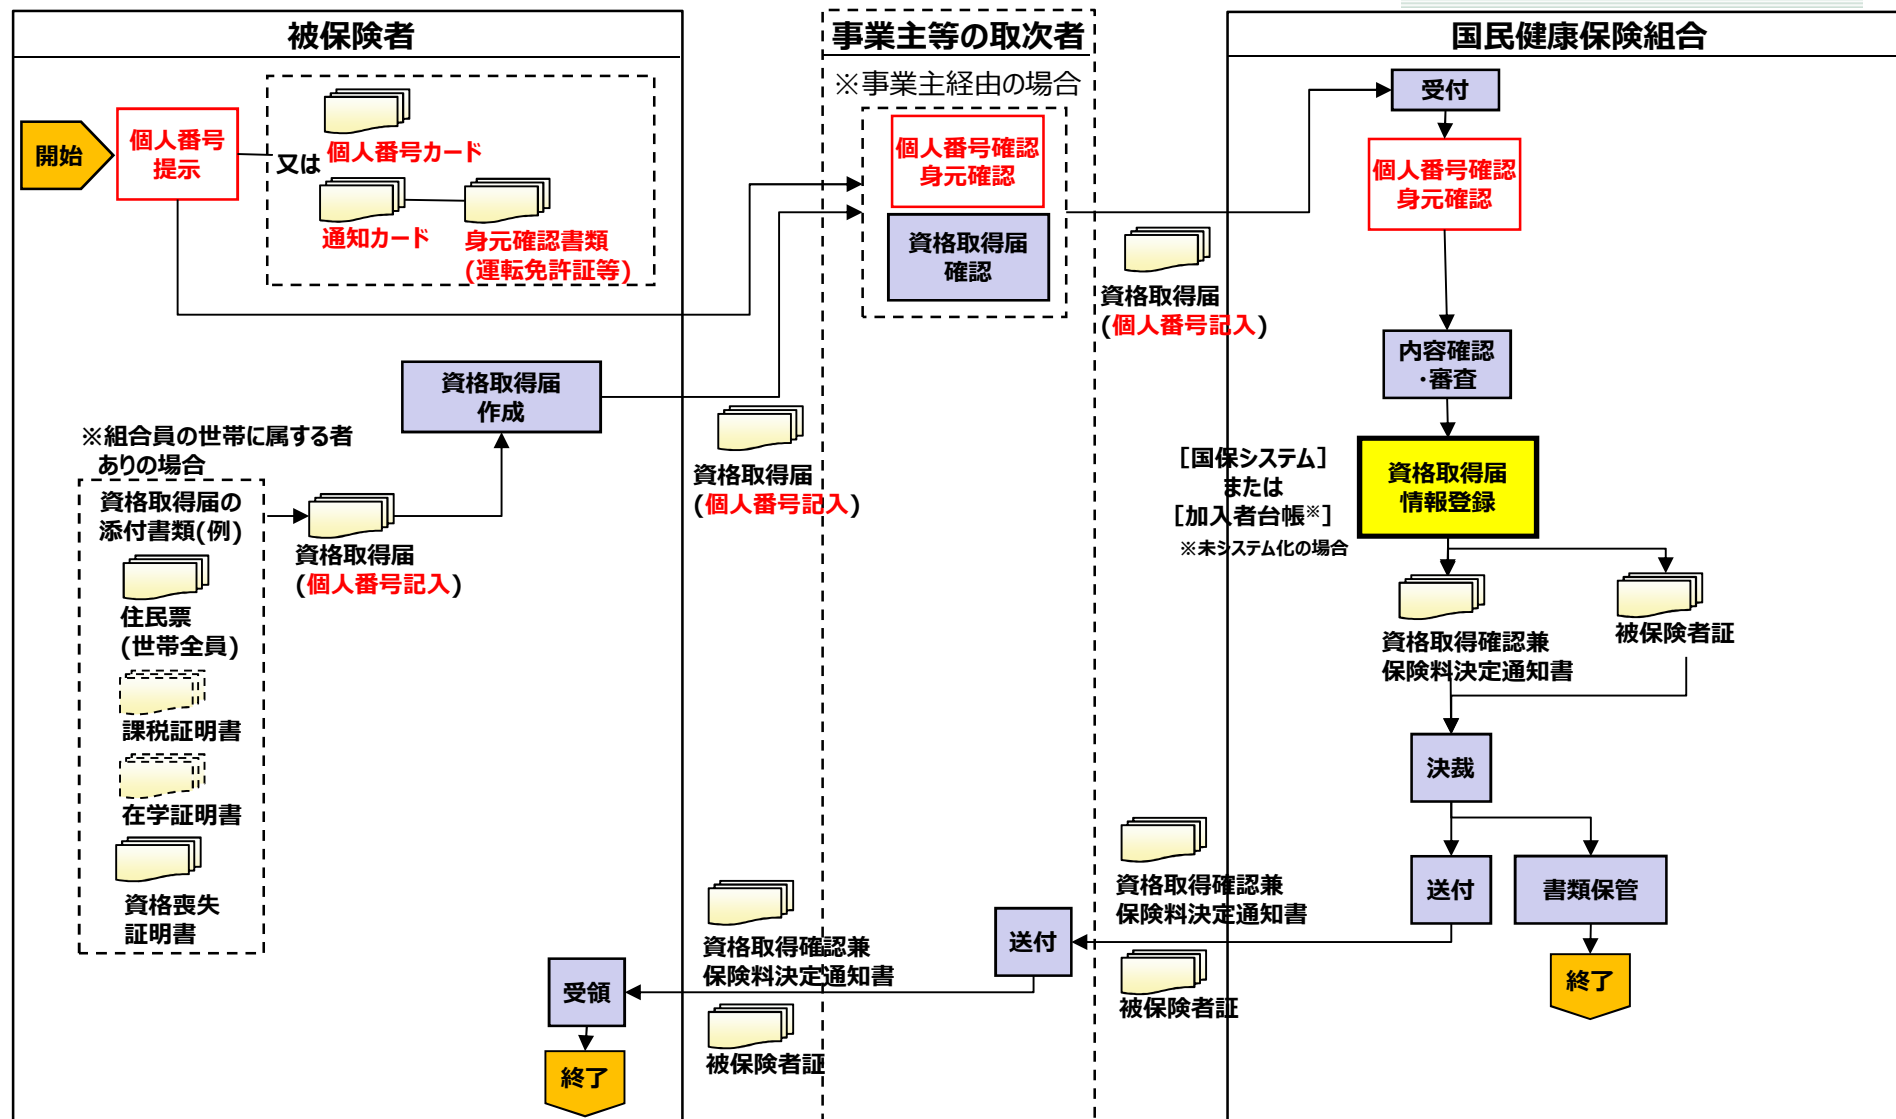 被保険者
開始
個人番号
提示
又は
個人番号カード
通知カード
身元確認書類
(運転免許証等)
資格取得届
作成
※組合員の世帯に属する者
ありの場合
資格取得届の
添付書類(例)
住民票
(世帯全員)
課税証明書
在学証明書
資格喪失
証明書
資格取得届
(個人番号記入)
資格取得届
(個人番号記入)
資格取得確認兼
保険料決定通知書
被保険者証
受領
終了
事業主等の取次者
※事業主経由の場合
個人番号確認
身元確認
資格取得届
確認
資格取得届
(個人番号記入)
送付
資格取得確認兼
保険料決定通知書
被保険者証
国民健康保険組合
受付
個人番号確認
身元確認
内容確認
・審査
[国保システム]
または
[加入者台帳※]
※未システム化の場合
資格取得届
情報登録
資格取得確認兼
保険料決定通知書
被保険者証
決裁
送付
書類保管
終了